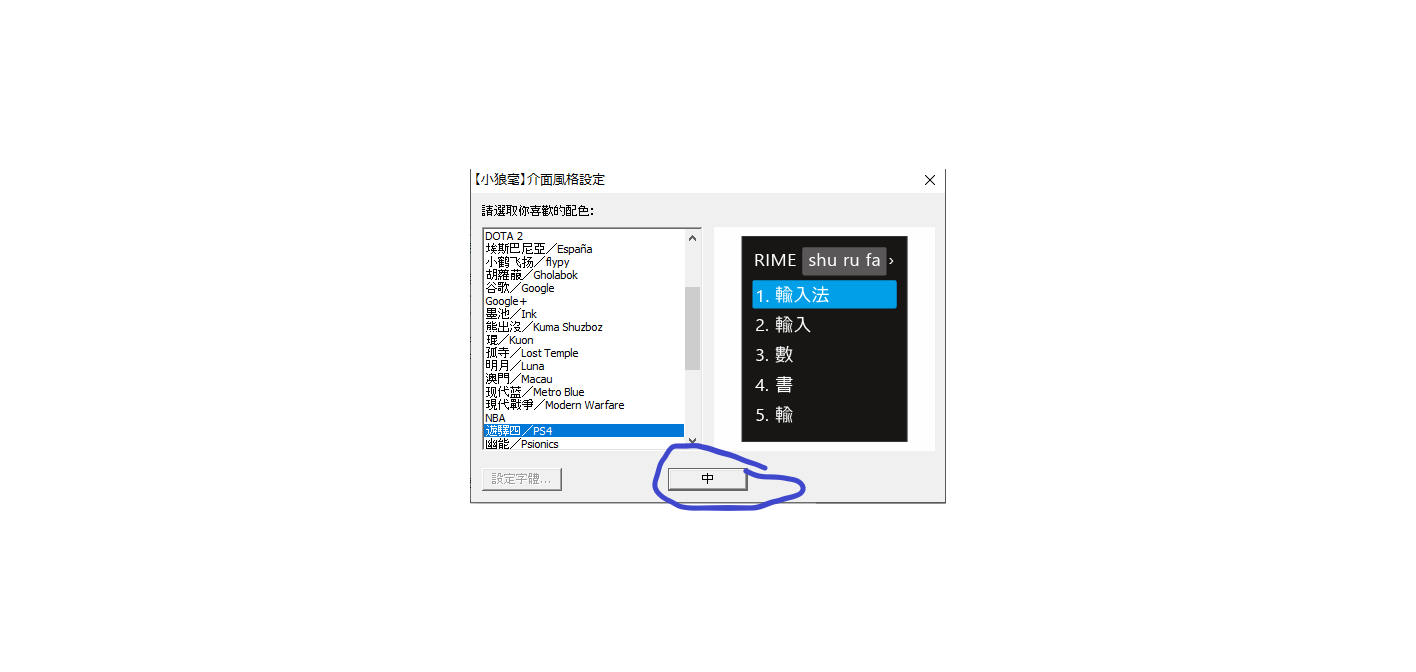 【小狼毫】介面風格設定
請選取你喜歡的配色:
DOTA 2
埃斯巴尼亞／España
小鹤飞扬／flypy
胡蘿蔔／Gholabok
谷歌／Google
Google+
墨池／Ink
熊出沒／Kuma Shuzboz
琨／Kuon
孤寺／Lost Temple
明月／Luna
澳門／Macau
现代蓝／Metro Blue
現代戰爭／Modern Warfare
NBA
遊驛四／PS4
幽能／Psionics
RIME shu ru fa ›
1. 輸入法
2. 輸入
3. 數
4. 書
5. 輸
設定字體...
中